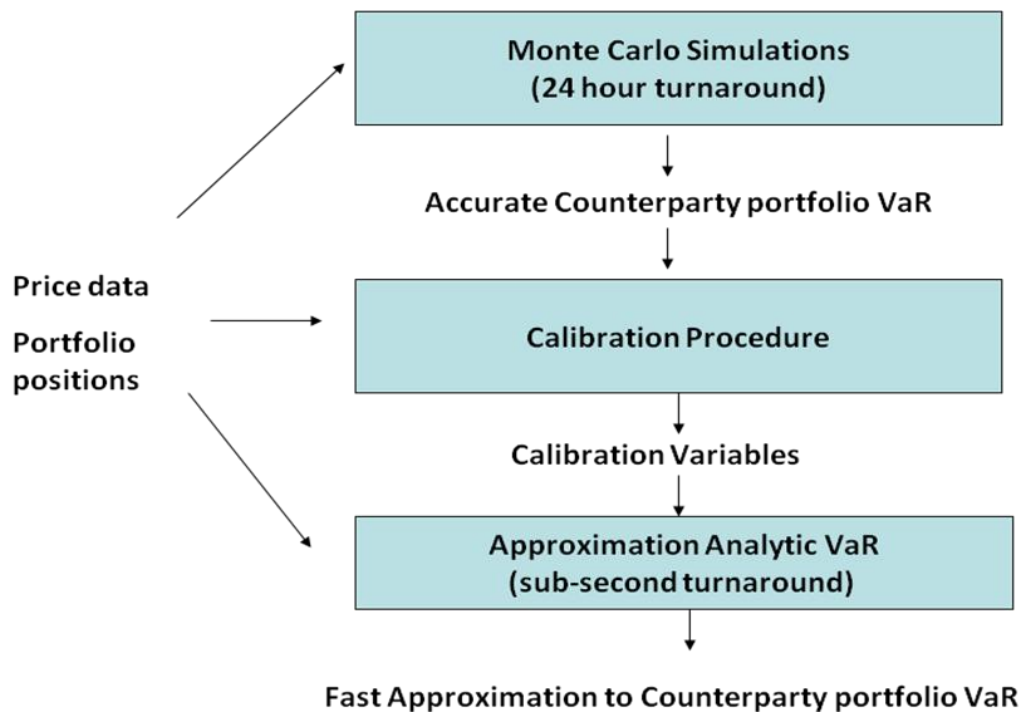 Monte Carlo Simulations
(24 hour turnaround)
Accurate Counterparty portfolio VaR
Price data
Portfolio
positions
Calibration Procedure
Calibration Variables
Approximation Analytic VaR
(sub-second turnaround)
Fast Approximation to Counterparty portfolio VaR